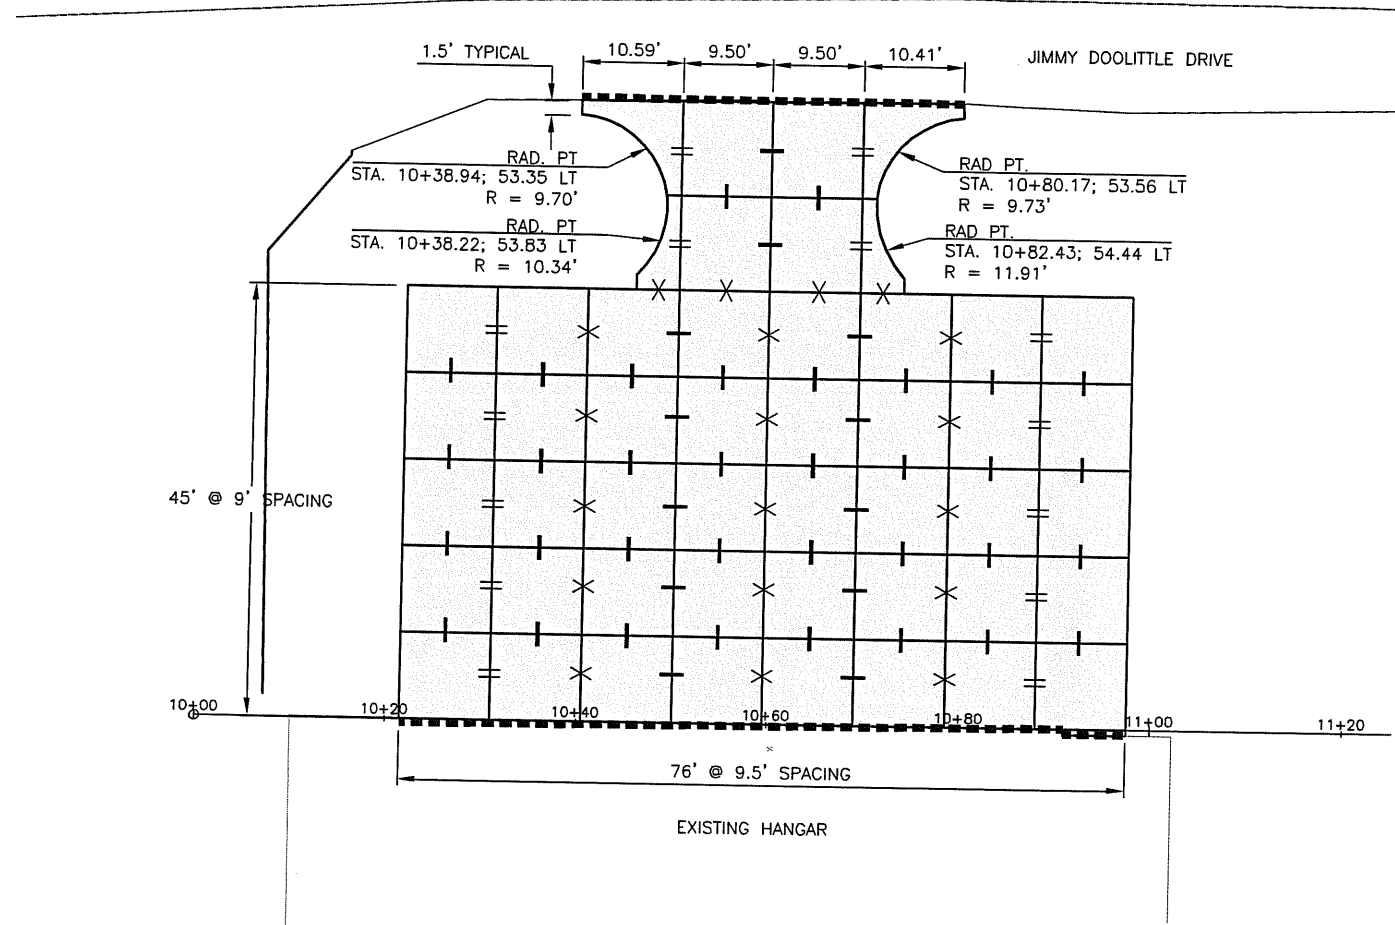 1.5' TYPICAL
10.59'
9.50'
9.50'
10.41'
JIMMY DOOLITTLE DRIVE
RAD. PT
STA. 10+38.94; 53.35 LT
R = 9.70'
RAD. PT
STA. 10+38.22; 53.83 LT
R = 10.34'
RAD PT.
STA. 10+80.17; 53.56 LT
R = 9.73'
RAD PT.
STA. 10+82.43; 54.44 LT
R = 11.91'
45' @ 9' SPACING
10+00
10+20
10+40
10+60
10+80
11+00
11+20
76' @ 9.5' SPACING
EXISTING HANGAR